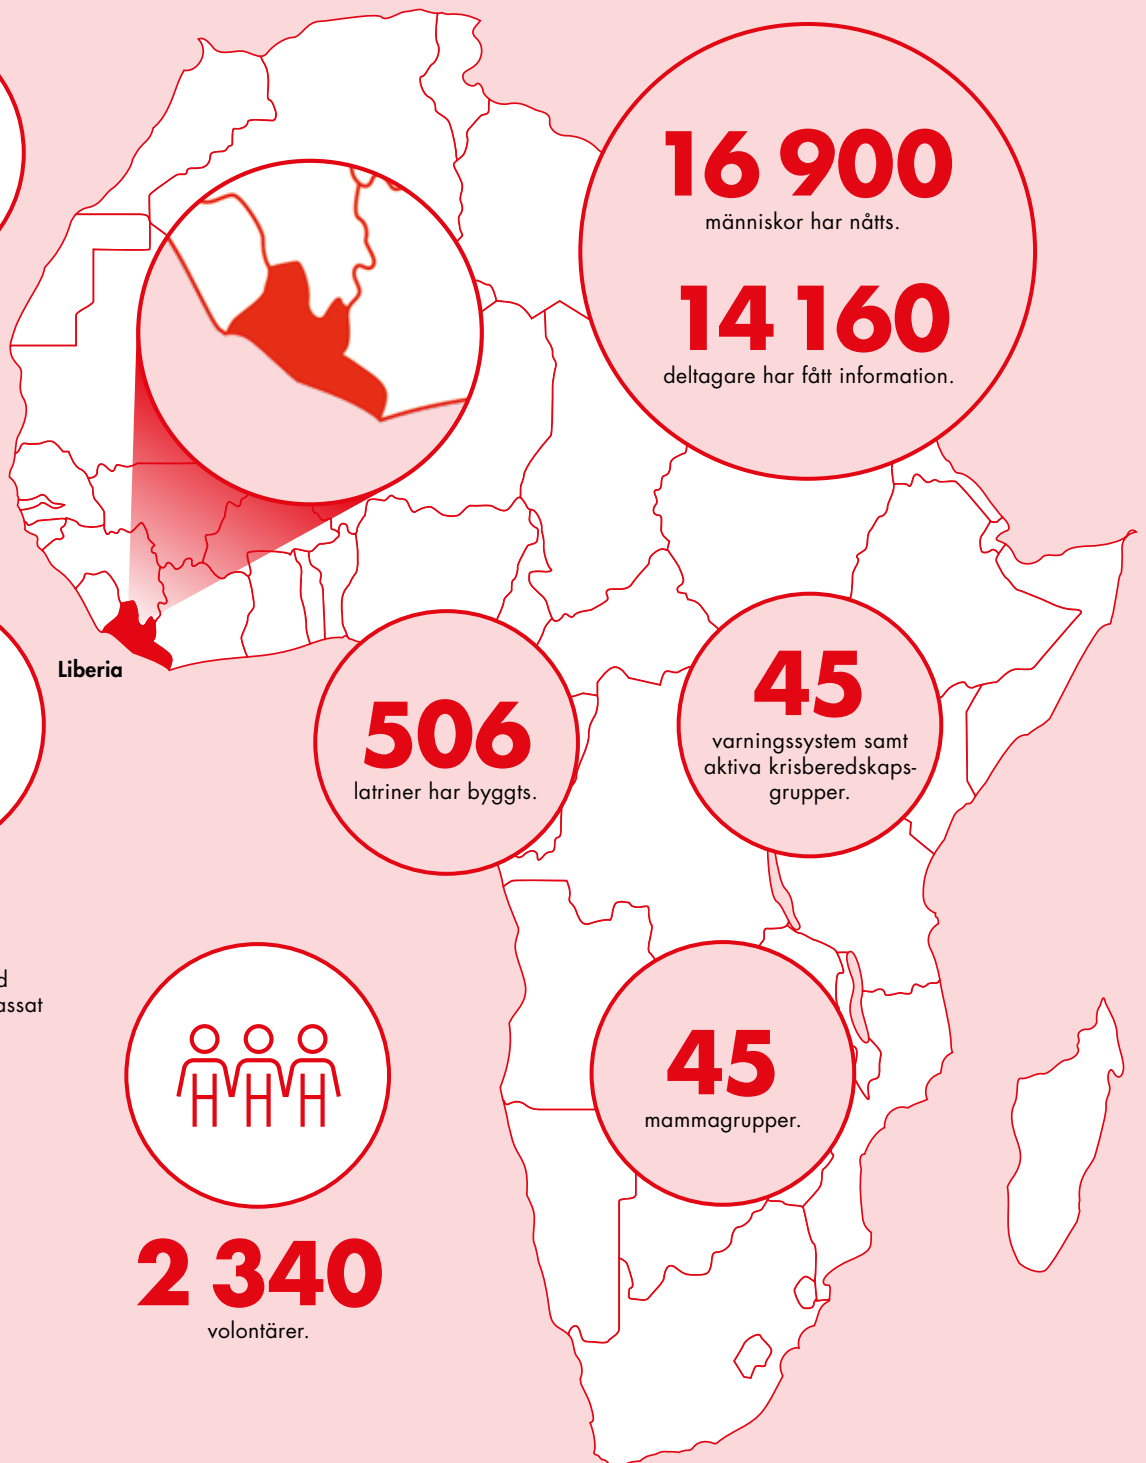 16 900
människor har nåtts.
14 160
deltagare har fått information.
Liberia
506
latriner har byggts.
45
varningssystem samt
aktiva krisberedskaps-
grupper.
45
mammagrupper.
2 340
volontärer.